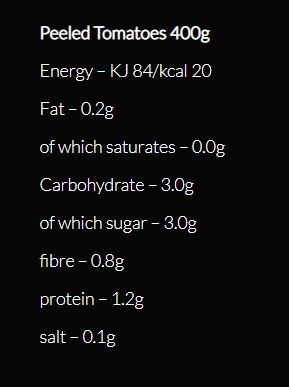 Peeled Tomatoes 400g
Energy – KJ 84/kcal 20
Fat – 0.2g
of which saturates – 0.0g
Carbohydrate – 3.0g
of which sugar – 3.0g
fibre – 0.8g
protein – 1.2g
salt – 0.1g